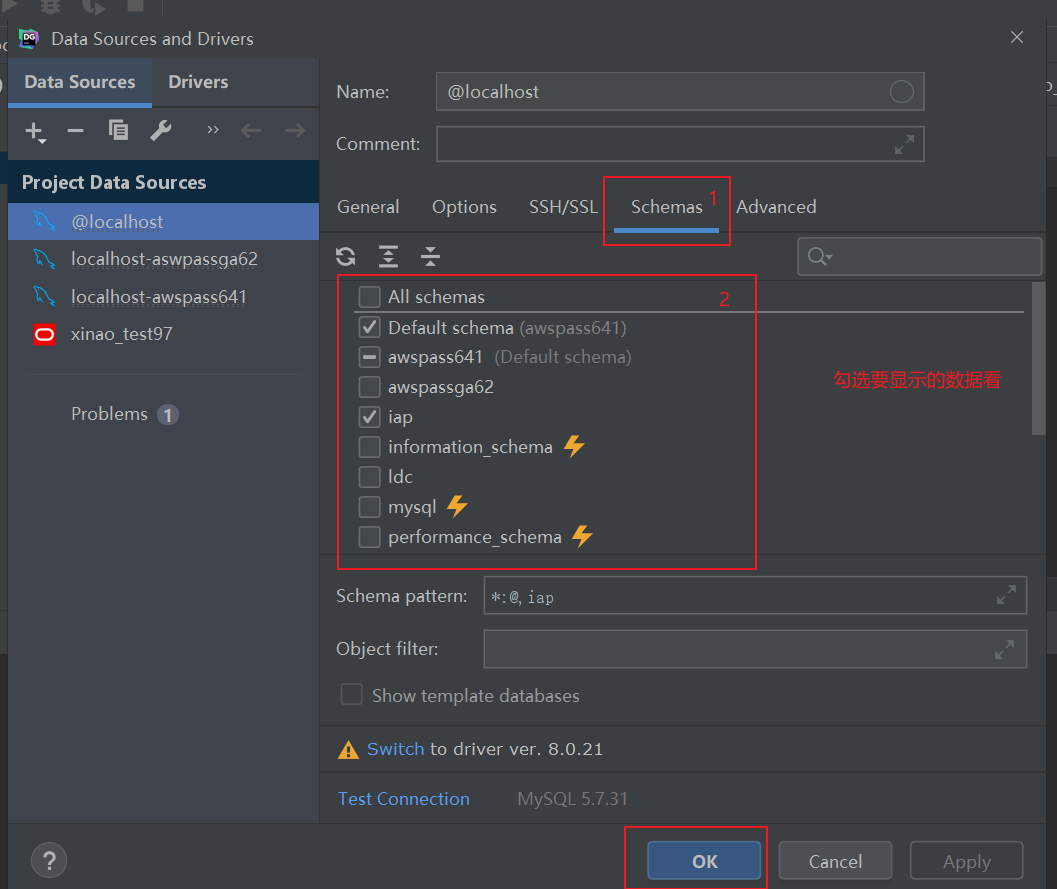 Data Sources and Drivers
Data Sources
Drivers
Project Data Sources
@localhost
localhost-aswpassga62
localhost-awspass641
xinao_test97
Problems 1
Name: @localhost
Comment:
General
Options
SSH/SSL
Schemas 1
Advanced
All schemas 2
Default schema (awspass641)
awspass641 (Default schema)
awspassga62
iap
information_schema
ldc
mysql
performance_schema
勾选要显示的数据看
Schema pattern: *:@,iap
Object filter:
Show template databases
Switch to driver ver. 8.0.21
Test Connection MySQL 5.7.31
?
OK
Cancel
Apply